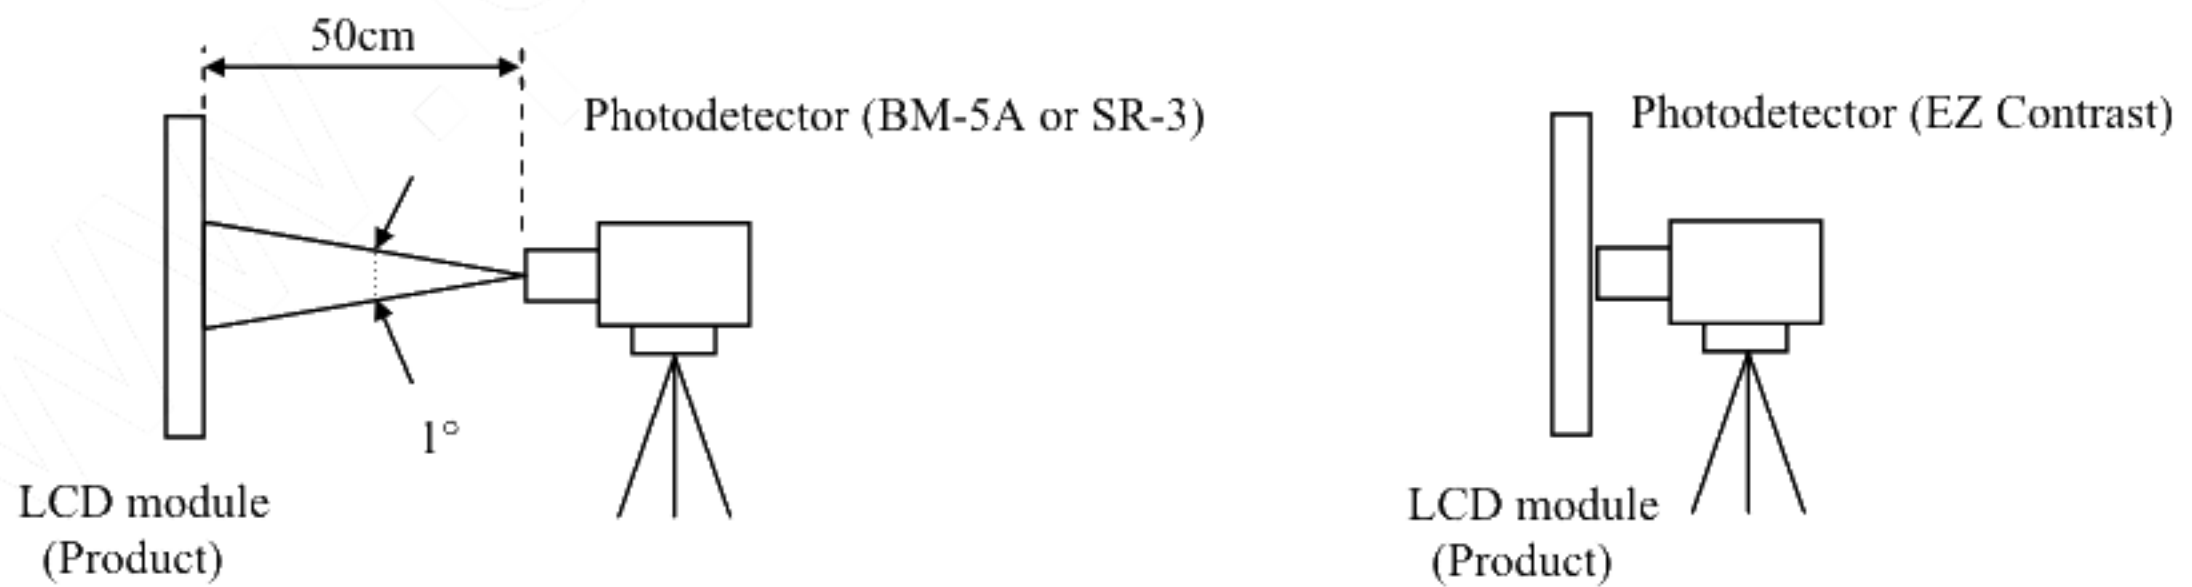 50cm
Photodetector (BM-5A or SR-3)
1°
LCD module
(Product)
Photodetector (EZ Contrast)
LCD module
(Product)